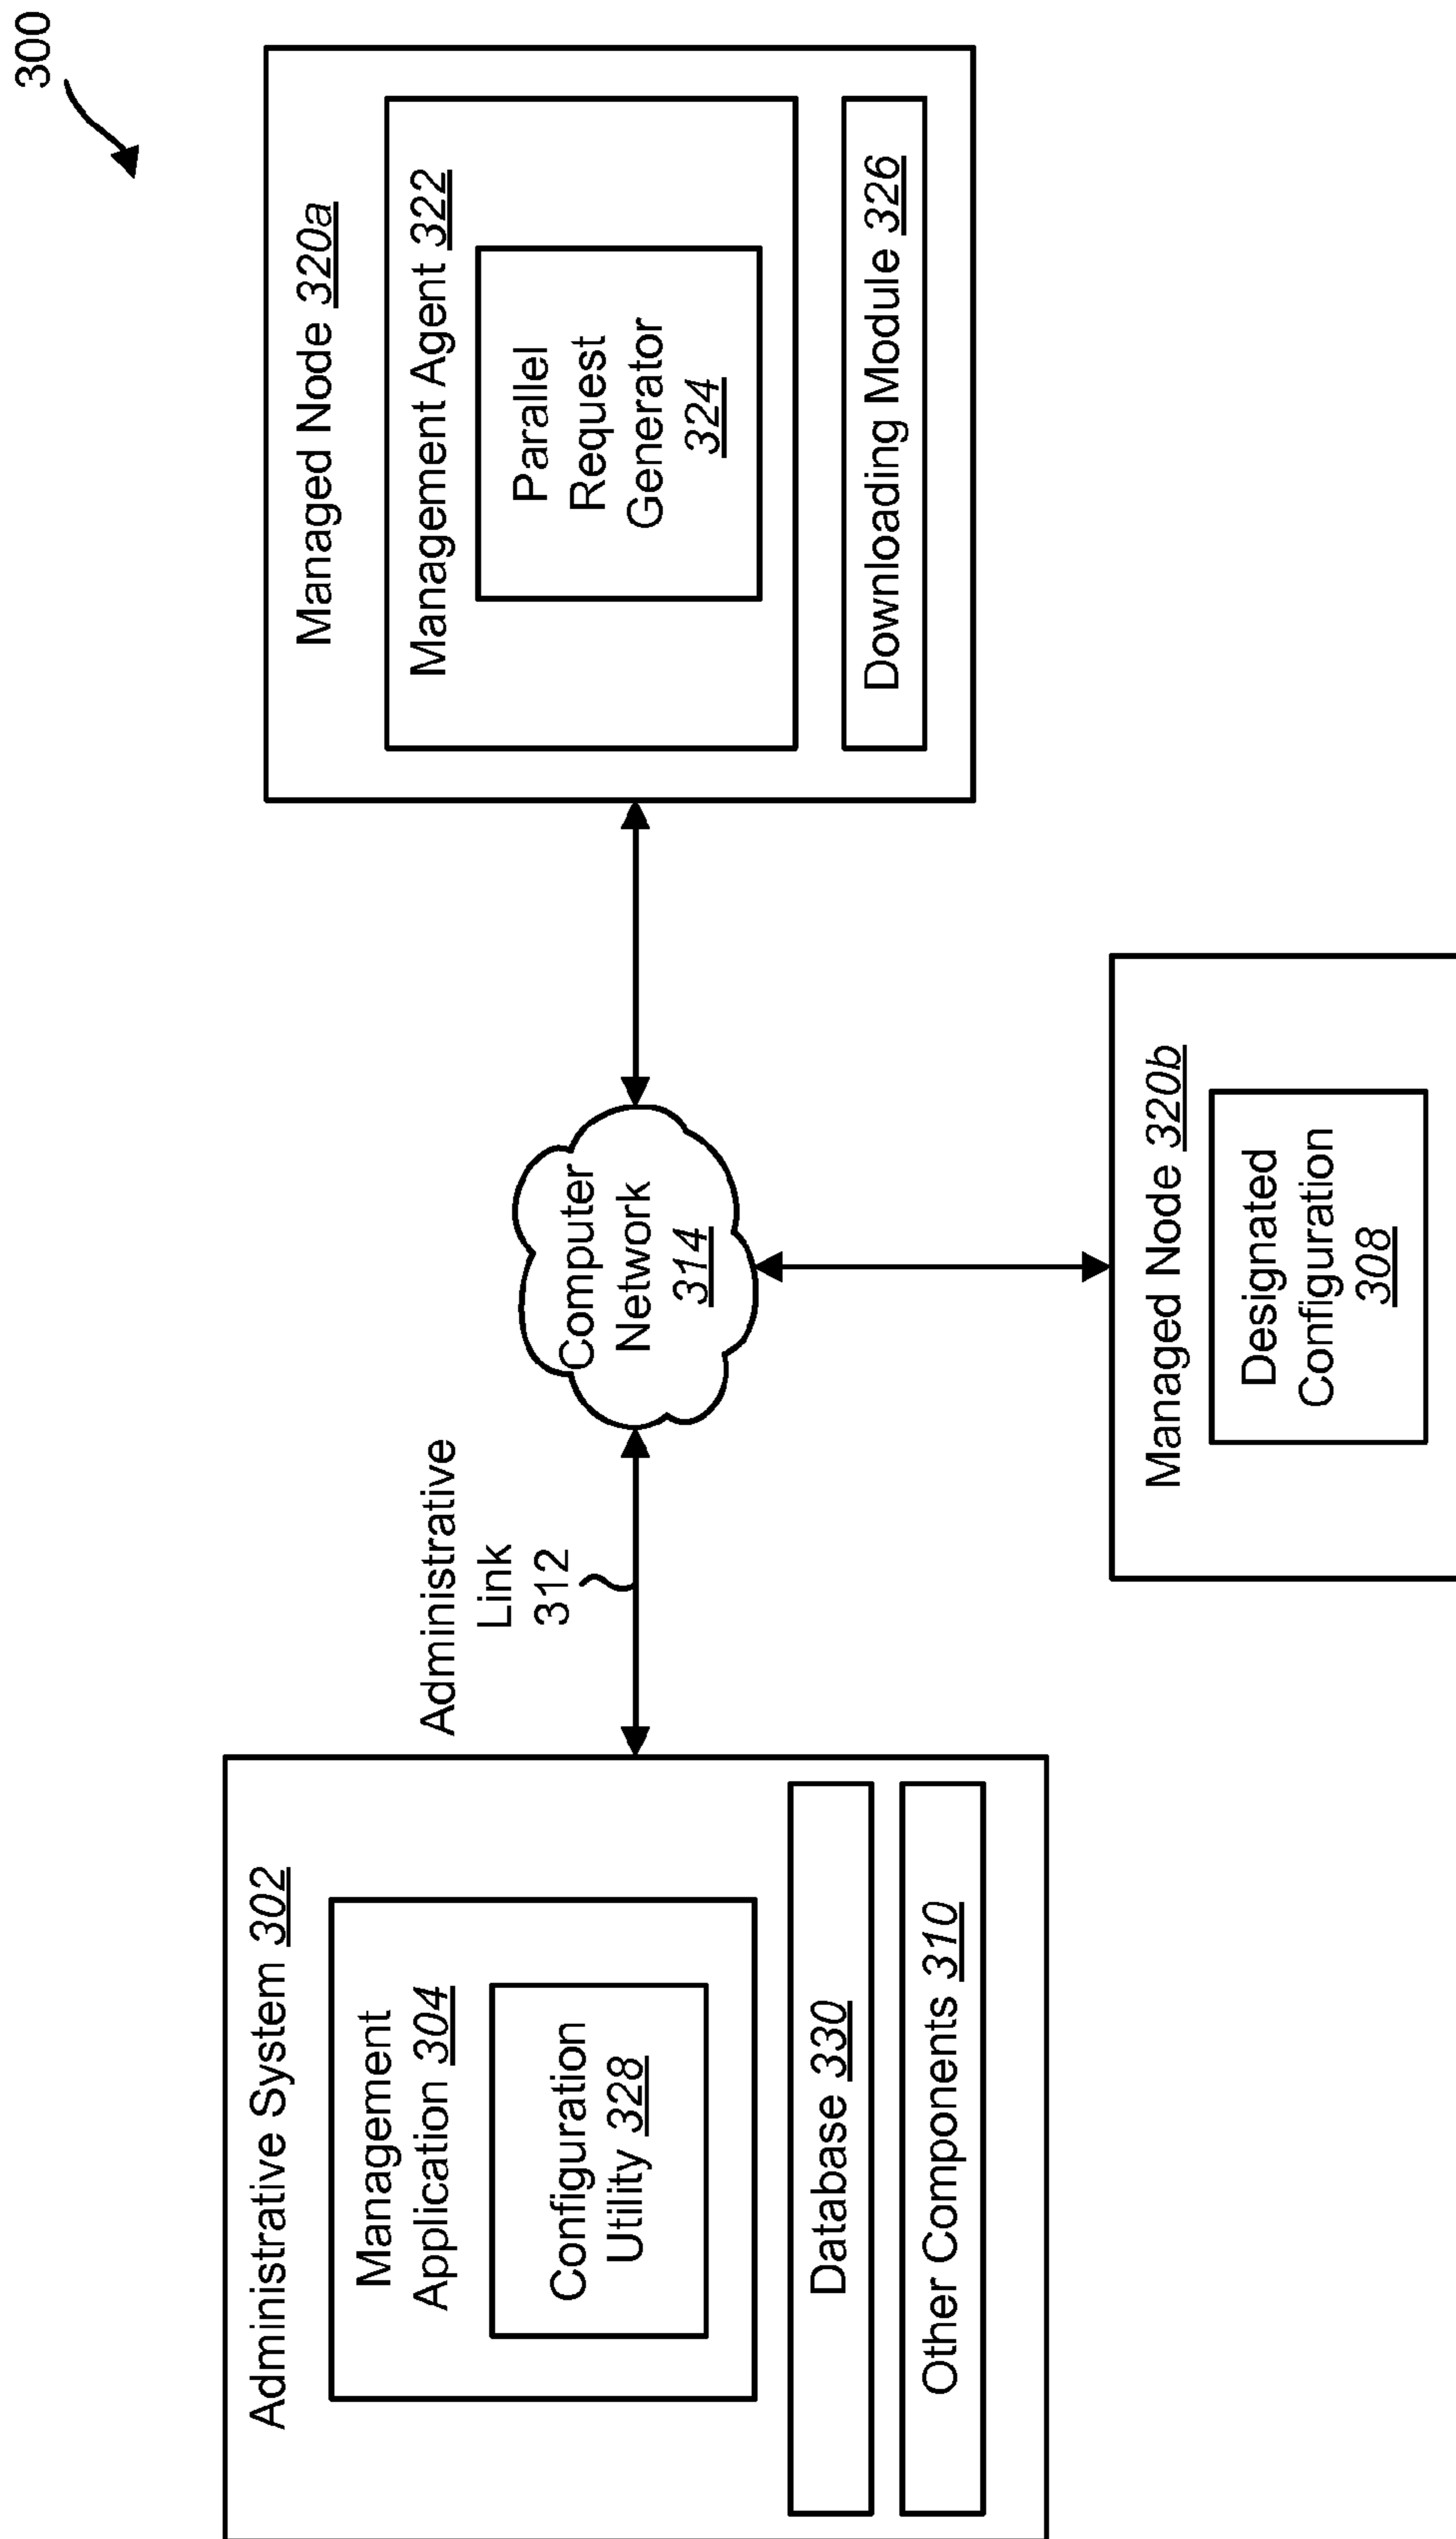 300
Administrative System 302
Management
Application 304
Configuration
Utility 328
Database 330
Other Components 310
Administrative
Link
312
Computer
Network
314
Managed Node 320a
Management Agent 322
Parallel
Request
Generator
324
Downloading Module 326
Managed Node 320b
Designated
Configuration
308